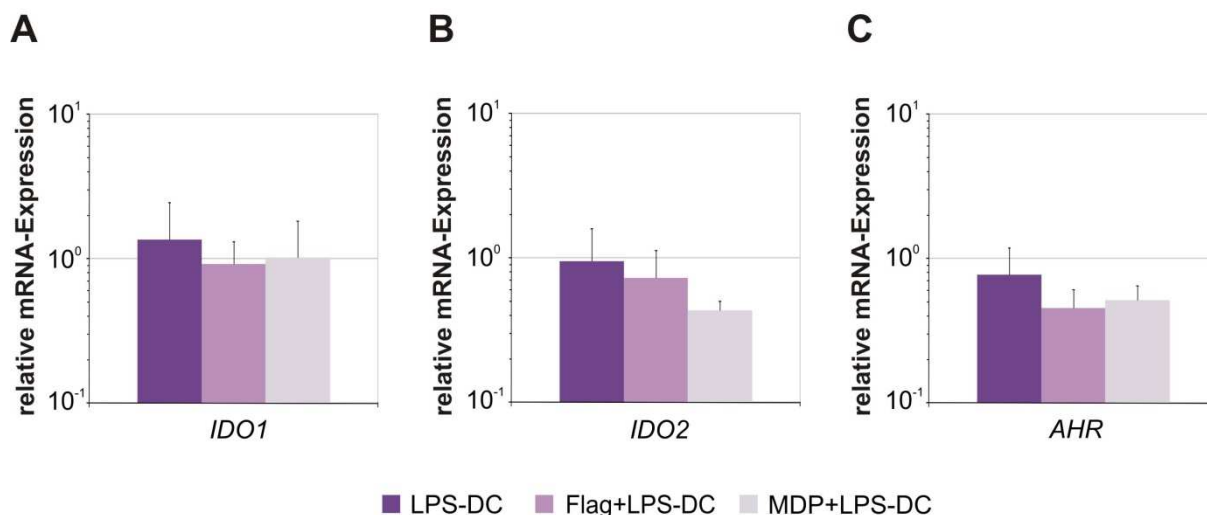 A
B
C
relative mRNA-Expression
10¹
10⁰
10⁻¹
IDO1
relative mRNA-Expression
10¹
10⁰
10⁻¹
IDO2
relative mRNA-Expression
10¹
10⁰
10⁻¹
AHR
LPS-DC Flag+LPS-DC MDP+LPS-DC